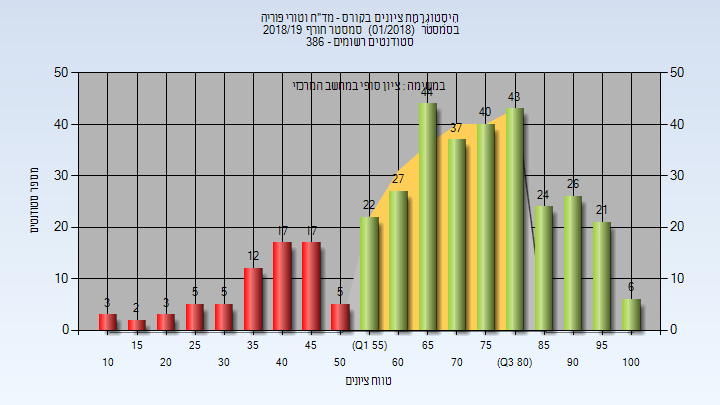 היסטוגרמת ציונים בקורס - מד"ח וטורי פוריה
בסמסטר (01/2018) סמסטר חורף 2018/19
סטודנטים רשומים - 386
במשימה : ציון סופי במחשב המרכזי
מספר סטודנטים
50 50
40 40
30 30
20 20
10 10
0 0
3 2 3 5 5 12 17 17 5 22 27 44 37 40 43 24 26 21 6
15 25 35 45 (Q1 55) 65 75 85 95
10 20 30 40 50 60 70 (Q3 80) 90 100
טווח ציונים